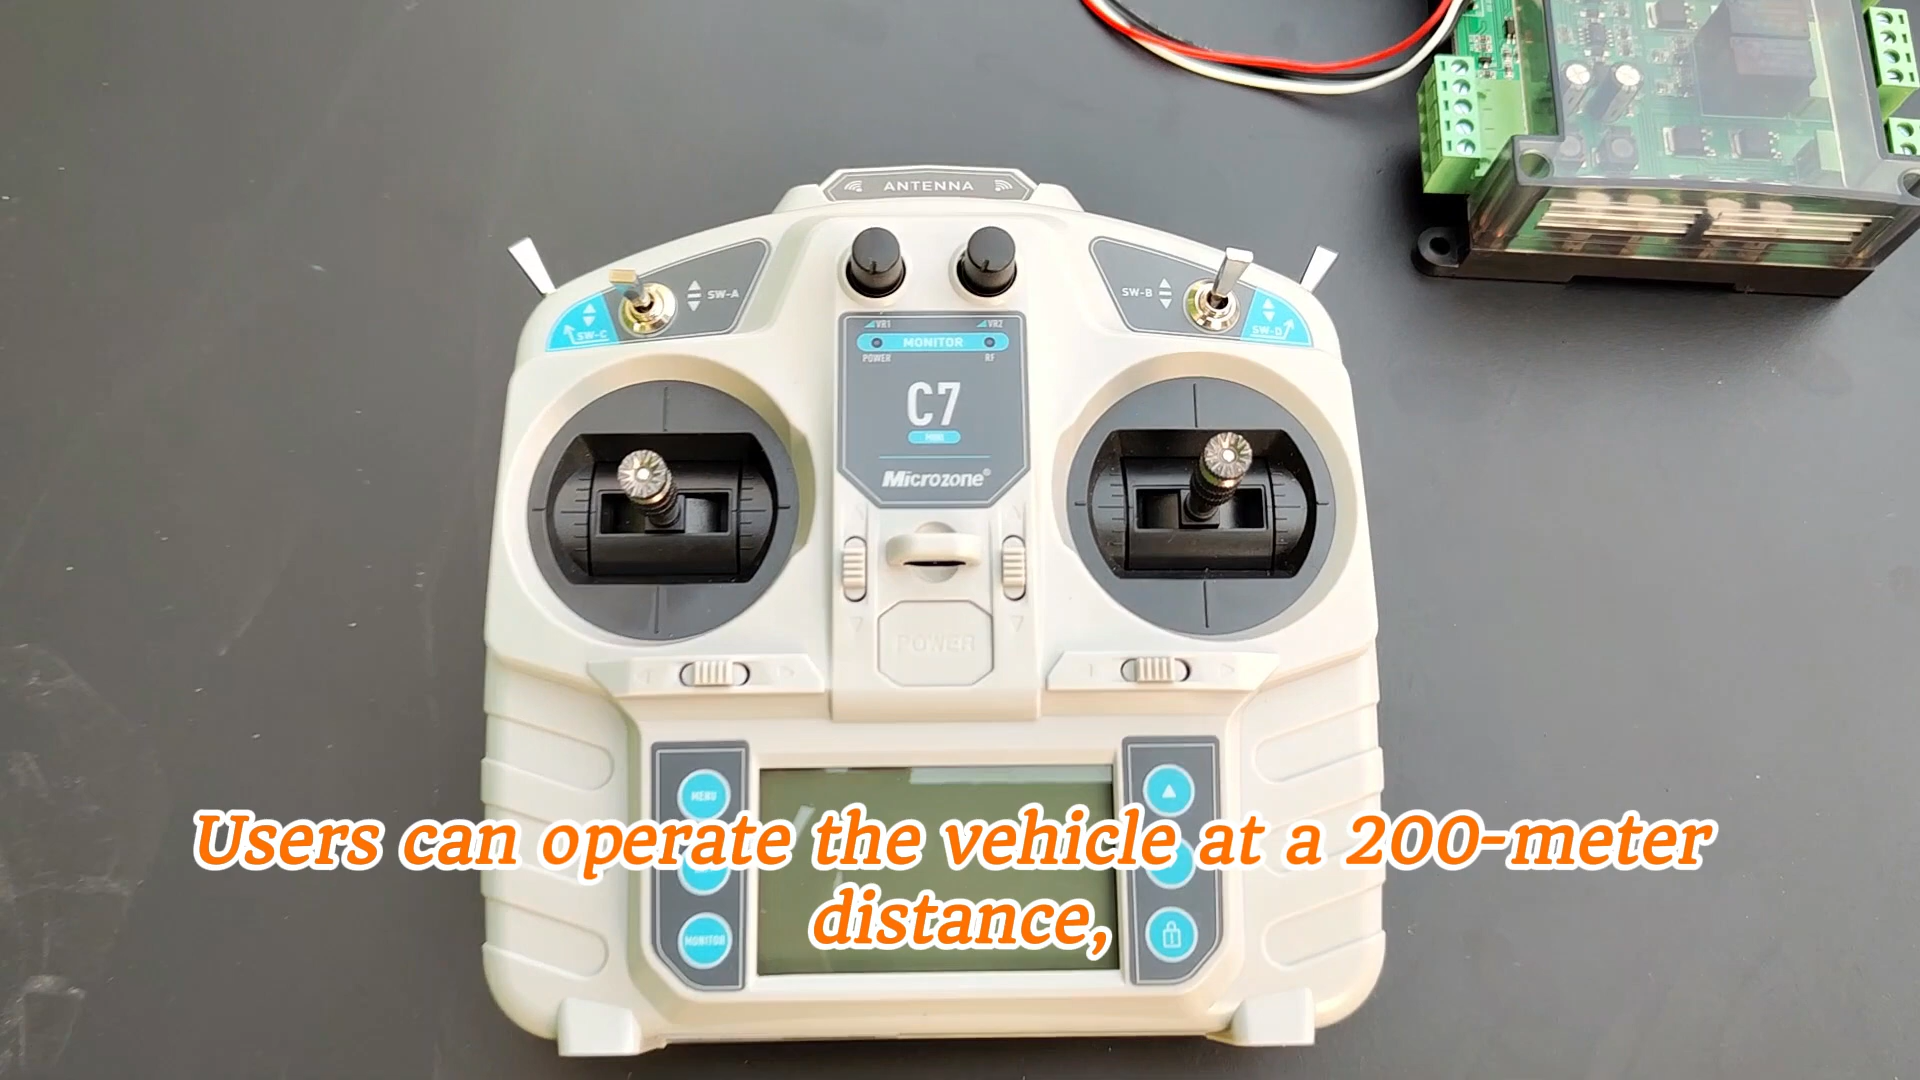 ANTENNA
SW-A
SW-B
SW-C
SW-D
VR1
VR2
MONITOR
POWER
RF
C7
MINI
Microzone®
POWER
MENU
MONITOR
Users can operate the vehicle at a 200-meter
distance,